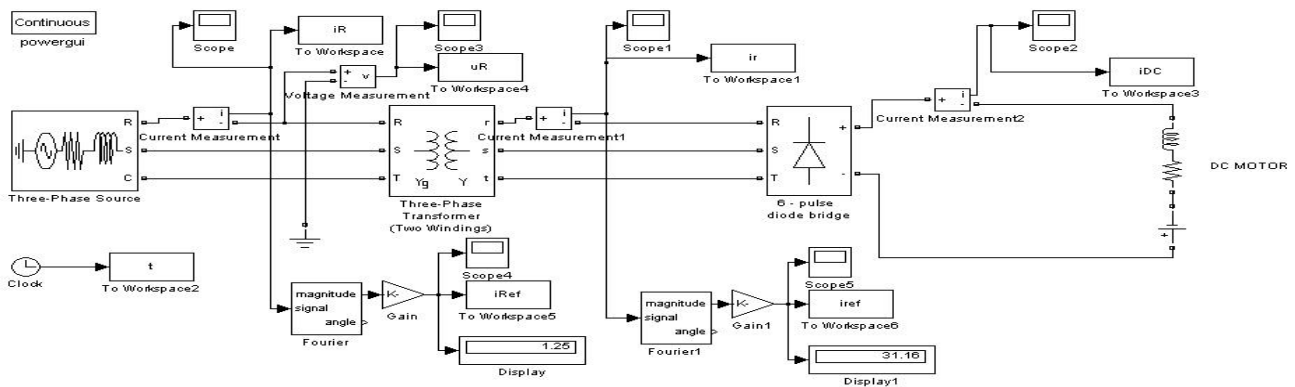 Continuous
powergui
Scope
iR
To Workspace
Scope3
uR
To Workspace4
+
-
v
Voltage Measurement
Scope1
ir
To Workspace1
Scope2
iDC
To Workspace3
R
S
C
Three-Phase Source
+
i
-
Current Measurement
R
S
T
r
s
t
Yg
Y
Three-Phase
Transformer
(Two Windings)
+
i
-
Current Measurement1
R
S
T
+
-
6 - pulse
diode bridge
+
i
-
Current Measurement2
DC MOTOR
+
Clock
t
To Workspace2
magnitude
signal
angle
Fourier
K-
Gain
Scope4
iRef
To Workspace5
1.25
Display
magnitude
signal
angle
Fourier1
K-
Gain1
Scope5
iref
To Workspace6
31.16
Display1